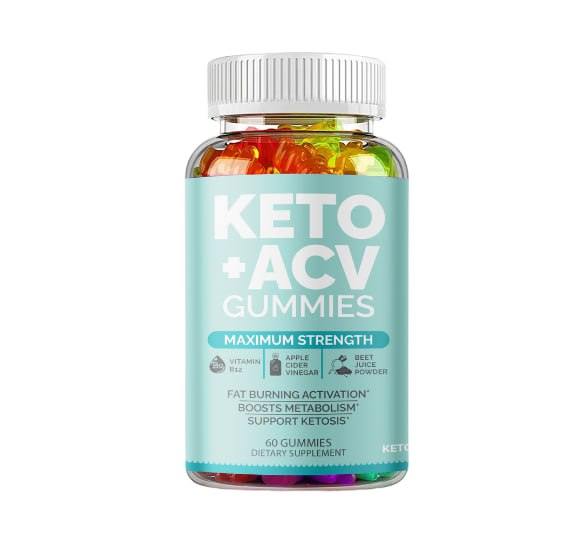 KETO
+ACV
GUMMIES
MAXIMUM STRENGTH
VITAMIN
B12
APPLE
CIDER
VINEGAR
BEET
JUICE
POWDER
FAT BURNING ACTIVATION*
BOOSTS METABOLISM*
SUPPORT KETOSIS*
60 GUMMIES
DIETARY SUPPLEMENT
KETO